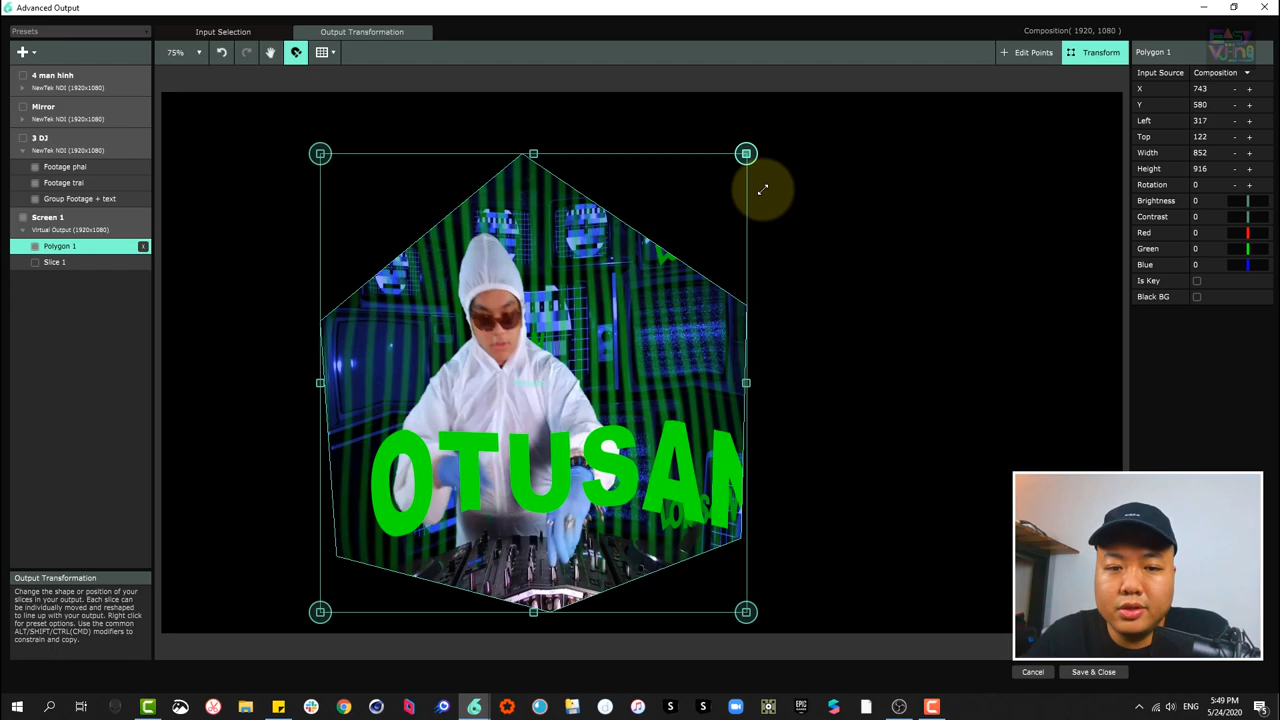 Advanced Output
Presets
Input Selection
Output Transformation
Composition( 1920, 1080 )
75%
Edit Points
Transform
Polygon 1
4 man hinh
NewTek NDI (1920x1080)
Mirror
NewTek NDI (1920x1080)
3 DJ
NewTek NDI (1920x1080)
Footage phai
Footage trai
Group Footage + text
Screen 1
Virtual Output (1920x1080)
Polygon 1
Slice 1
Input Source Composition
X 743 - +
Y 580 - +
Left 317 - +
Top 122 - +
Width 852 - +
Height 916 - +
Rotation 0 - +
Brightness 0
Contrast 0
Red 0
Green 0
Blue 0
Is Key
Black BG
OTUSAN
Output Transformation
Change the shape or position of your
slices in your output. Each slice can
be individually moved and reshaped
to line up with your output. Right click
for preset options. Use the common
ALT/SHIFT/CTRL(CMD) modifiers to
constrain and copy.
Cancel
Save & Close
5:49 PM
5/24/2020